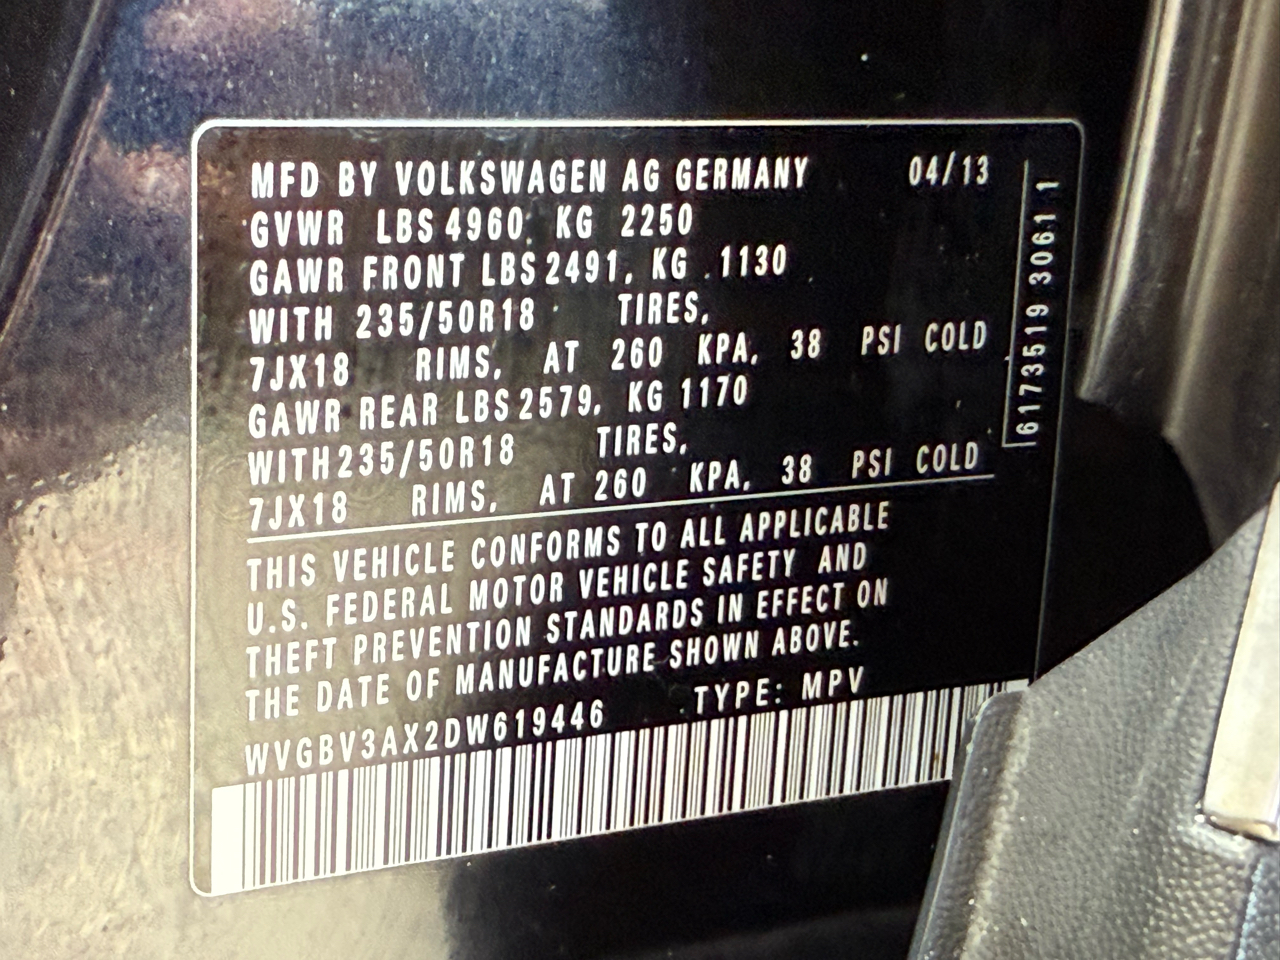 MFD BY VOLKSWAGEN AG GERMANY 04/13
GVWR LBS 4960, KG 2250
GAWR FRONT LBS 2491, KG 1130
WITH 235/50R18 TIRES,
7JX18 RIMS, AT 260 KPA, 38 PSI COLD
GAWR REAR LBS 2579, KG 1170
WITH 235/50R18 TIRES,
7JX18 RIMS, AT 260 KPA, 38 PSI COLD
THIS VEHICLE CONFORMS TO ALL APPLICABLE
U.S. FEDERAL MOTOR VEHICLE SAFETY AND
THEFT PREVENTION STANDARDS IN EFFECT ON
THE DATE OF MANUFACTURE SHOWN ABOVE.
WVGBV3AX2DW619446 TYPE: MPV
6173519 3061 1